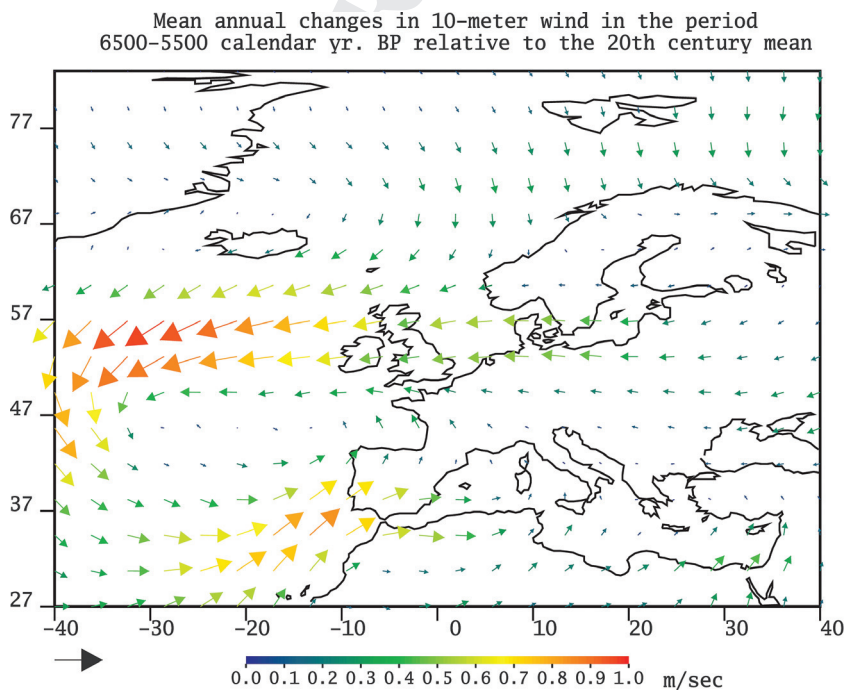 Mean annual changes in 10-meter wind in the period
6500-5500 calendar yr. BP relative to the 20th century mean
77
67
57
47
37
27
-40 -30 -20 -10 0 10 20 30 40
0.0 0.1 0.2 0.3 0.4 0.5 0.6 0.7 0.8 0.9 1.0 m/sec